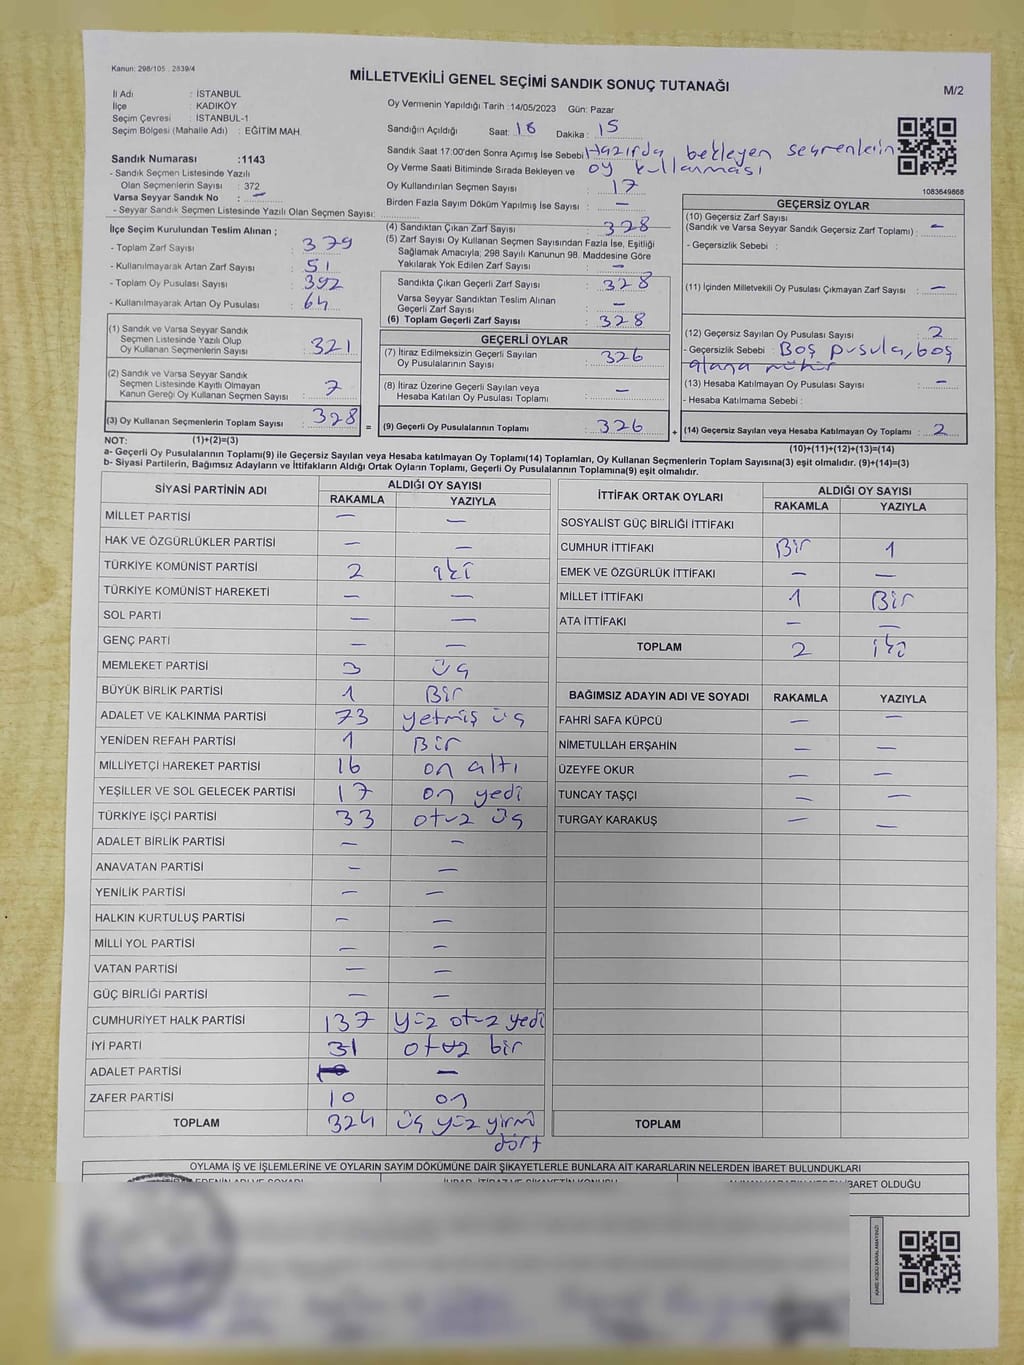 Kanun: 298/105 , 2839/4
MİLLETVEKİLİ GENEL SEÇİMİ SANDIK SONUÇ TUTANAĞI
M/2
İl Adı : İSTANBUL
İlçe : KADIKÖY
Seçim Çevresi : İSTANBUL-1
Seçim Bölgesi (Mahalle Adı) : EĞİTİM MAH.
Oy Vermenin Yapıldığı Tarih :14/05/2023 Gün: Pazar
Sandığın Açıldığı Saat: 16 Dakika : 15
Sandık Saat 17:00'den Sonra Açımış İse Sebebi Hazırda bekleyen seçmenlerin
oy kullanması
Oy Verme Saati Bitiminde Sırada Bekleyen ve
Oy Kullandırılan Seçmen Sayısı : 17
Birden Fazla Sayım Döküm Yapılmış İse Sayısı : —
1083649868
Sandık Numarası :1143
- Sandık Seçmen Listesinde Yazılı
Olan Seçmenlerin Sayısı : 372
Varsa Seyyar Sandık No : —
- Seyyar Sandık Seçmen Listesinde Yazılı Olan Seçmen Sayısı:
İlçe Seçim Kurulundan Teslim Alınan ;
- Toplam Zarf Sayısı : 379
- Kullanılmayarak Artan Zarf Sayısı : 51
- Toplam Oy Pusulası Sayısı : 392
- Kullanılmayarak Artan Oy Pusulası : 64
(1) Sandık ve Varsa Seyyar Sandık
Seçmen Listesinde Yazılı Olup
Oy Kullanan Seçmenlerin Sayısı : 321
(2) Sandık ve Varsa Seyyar Sandık
Seçmen Listesinde Kayıtlı Olmayan
Kanun Gereği Oy Kullanan Seçmen Sayısı : 7
(3) Oy Kullanan Seçmenlerin Toplam Sayısı : 328
(4) Sandıktan Çıkan Zarf Sayısı : 328
(5) Zarf Sayısı Oy Kullanan Seçmen Sayısından Fazla İse, Eşitliği
Sağlamak Amacıyla; 298 Sayılı Kanunun 98. Maddesine Göre
Yakılarak Yok Edilen Zarf Sayısı : —
Sandıkta Çıkan Geçerli Zarf Sayısı : 328
Varsa Seyyar Sandıktan Teslim Alınan
Geçerli Zarf Sayısı : —
(6) Toplam Geçerli Zarf Sayısı : 328
GEÇERLİ OYLAR
(7) İtiraz Edilmeksizin Geçerli Sayılan
Oy Pusulalarının Sayısı : 326
(8) İtiraz Üzerine Geçerli Sayılan veya
Hesaba Katılan Oy Pusulası Toplamı : —
= (9) Geçerli Oy Pusulalarının Toplamı : 326
GEÇERSİZ OYLAR
(10) Geçersiz Zarf Sayısı
(Sandık ve Varsa Seyyar Sandık Geçersiz Zarf Toplamı) : —
- Geçersizlik Sebebi :
(11) İçinden Milletvekili Oy Pusulası Çıkmayan Zarf Sayısı : —
(12) Geçersiz Sayılan Oy Pusulası Sayısı : 2
- Geçersizlik Sebebi : Boş pusula, boş
alana mühür
(13) Hesaba Katılmayan Oy Pusulası Sayısı : —
- Hesaba Katılmama Sebebi :
+ (14) Geçersiz Sayılan veya Hesaba Katılmayan Oy Toplamı : 2
NOT: (1)+(2)=(3)
(10)+(11)+(12)+(13)=(14)
a- Geçerli Oy Pusulalarının Toplamı(9) ile Geçersiz Sayılan veya Hesaba Katılmayan oy Toplamı(14) Toplamları, Oy Kullanan Seçmenlerin Toplam Sayısına(3) eşit olmalıdır. (9)+(14)=(3)
b- Siyasi Partilerin, Bağımsız Adayların ve İttifakların Aldığı Ortak Oyların Toplamı, Geçerli Oy Pusulalarının Toplamına(9) eşit olmalıdır.
SİYASİ PARTİNİN ADI ALDIĞI OY SAYISI
RAKAMLA YAZIYLA
MİLLET PARTİSİ — —
HAK VE ÖZGÜRLÜKLER PARTİSİ — —
TÜRKİYE KOMÜNİST PARTİSİ 2 iki
TÜRKİYE KOMÜNİST HAREKETİ — —
SOL PARTİ — —
GENÇ PARTİ — —
MEMLEKET PARTİSİ 3 üç
BÜYÜK BİRLİK PARTİSİ 1 Bir
ADALET VE KALKINMA PARTİSİ 73 yetmiş üç
YENİDEN REFAH PARTİSİ 1 Bir
MİLLİYETÇİ HAREKET PARTİSİ 16 on altı
YEŞİLLER VE SOL GELECEK PARTİSİ 17 on yedi
TÜRKİYE İŞÇİ PARTİSİ 33 otuz üç
ADALET BİRLİK PARTİSİ — —
ANAVATAN PARTİSİ — —
YENİLİK PARTİSİ — —
HALKIN KURTULUŞ PARTİSİ — —
MİLLİ YOL PARTİSİ — —
VATAN PARTİSİ — —
GÜÇ BİRLİĞİ PARTİSİ — —
CUMHURİYET HALK PARTİSİ 137 yüz otuz yedi
İYİ PARTİ 31 otuz bir
ADALET PARTİSİ —
ZAFER PARTİSİ 10 on
TOPLAM 324 üç yüz yirmi
dört
İTTİFAK ORTAK OYLARI ALDIĞI OY SAYISI
RAKAMLA YAZIYLA
SOSYALİST GÜÇ BİRLİĞİ İTTİFAKI
CUMHUR İTTİFAKI Bir 1
EMEK VE ÖZGÜRLÜK İTTİFAKI — —
MİLLET İTTİFAKI 1 Bir
ATA İTTİFAKI — —
TOPLAM 2 iki
BAĞIMSIZ ADAYIN ADI VE SOYADI RAKAMLA YAZIYLA
FAHRİ SAFA KÜPCÜ — —
NİMETULLAH ERŞAHİN — —
ÜZEYFE OKUR — —
TUNCAY TAŞÇI — —
TURGAY KARAKUŞ — —
TOPLAM
OYLAMA İŞ VE İŞLEMLERİNE VE OYLARIN SAYIM DÖKÜMÜNE DAİR ŞİKAYETLERLE BUNLARA AİT KARARLARIN NELERDEN İBARET BULUNDUKLARI
İBARET OLDUĞU